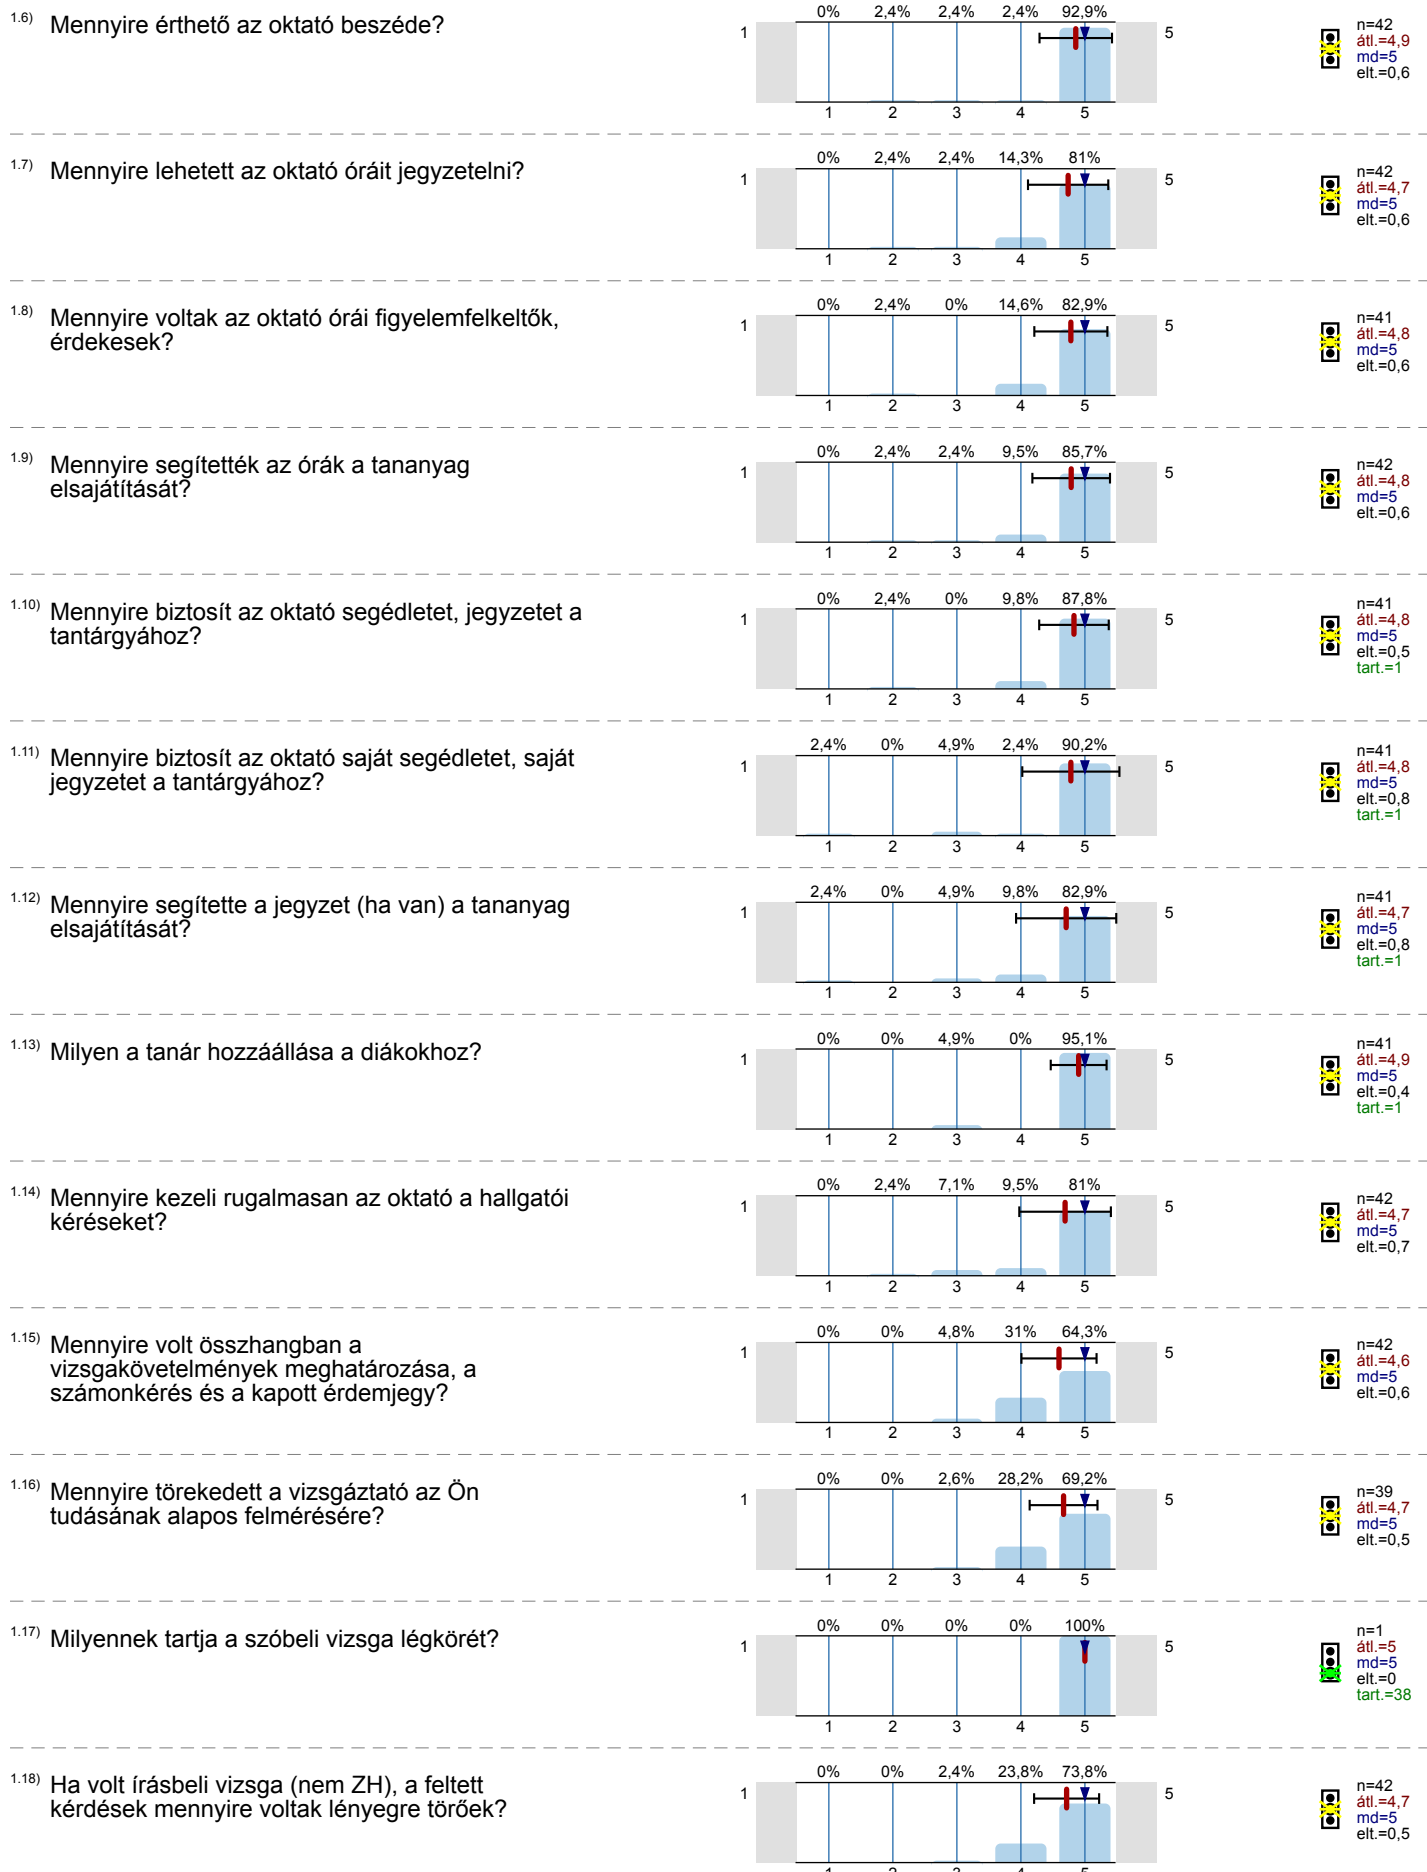 1.6) Mennyire érthető az oktató beszéde?
0% 2,4% 2,4% 2,4% 92,9%
1 5
1 2 3 4 5
n=42
átl.=4,9
md=5
elt.=0,6
1.7) Mennyire lehetett az oktató óráit jegyzetelni?
0% 2,4% 2,4% 14,3% 81%
1 5
1 2 3 4 5
n=42
átl.=4,7
md=5
elt.=0,6
1.8) Mennyire voltak az oktató órái figyelemfelkeltők,
érdekesek?
0% 2,4% 0% 14,6% 82,9%
1 5
1 2 3 4 5
n=41
átl.=4,8
md=5
elt.=0,6
1.9) Mennyire segítették az órák a tananyag
elsajátítását?
0% 2,4% 2,4% 9,5% 85,7%
1 5
1 2 3 4 5
n=42
átl.=4,8
md=5
elt.=0,6
1.10) Mennyire biztosít az oktató segédletet, jegyzetet a
tantárgyához?
0% 2,4% 0% 9,8% 87,8%
1 5
1 2 3 4 5
n=41
átl.=4,8
md=5
elt.=0,5
tart.=1
1.11) Mennyire biztosít az oktató saját segédletet, saját
jegyzetet a tantárgyához?
2,4% 0% 4,9% 2,4% 90,2%
1 5
1 2 3 4 5
n=41
átl.=4,8
md=5
elt.=0,8
tart.=1
1.12) Mennyire segítette a jegyzet (ha van) a tananyag
elsajátítását?
2,4% 0% 4,9% 9,8% 82,9%
1 5
1 2 3 4 5
n=41
átl.=4,7
md=5
elt.=0,8
tart.=1
1.13) Milyen a tanár hozzáállása a diákokhoz?
0% 0% 4,9% 0% 95,1%
1 5
1 2 3 4 5
n=41
átl.=4,9
md=5
elt.=0,4
tart.=1
1.14) Mennyire kezeli rugalmasan az oktató a hallgatói
kéréseket?
0% 2,4% 7,1% 9,5% 81%
1 5
1 2 3 4 5
n=42
átl.=4,7
md=5
elt.=0,7
1.15) Mennyire volt összhangban a
vizsgakövetelmények meghatározása, a
számonkérés és a kapott érdemjegy?
0% 0% 4,8% 31% 64,3%
1 5
1 2 3 4 5
n=42
átl.=4,6
md=5
elt.=0,6
1.16) Mennyire törekedett a vizsgáztató az Ön
tudásának alapos felmérésére?
0% 0% 2,6% 28,2% 69,2%
1 5
1 2 3 4 5
n=39
átl.=4,7
md=5
elt.=0,5
1.17) Milyennek tartja a szóbeli vizsga légkörét?
0% 0% 0% 0% 100%
1 5
1 2 3 4 5
n=1
átl.=5
md=5
elt.=0
tart.=38
1.18) Ha volt írásbeli vizsga (nem ZH), a feltett
kérdések mennyire voltak lényegre törőek?
0% 0% 2,4% 23,8% 73,8%
1 5
1 2 3 4 5
n=42
átl.=4,7
md=5
elt.=0,5